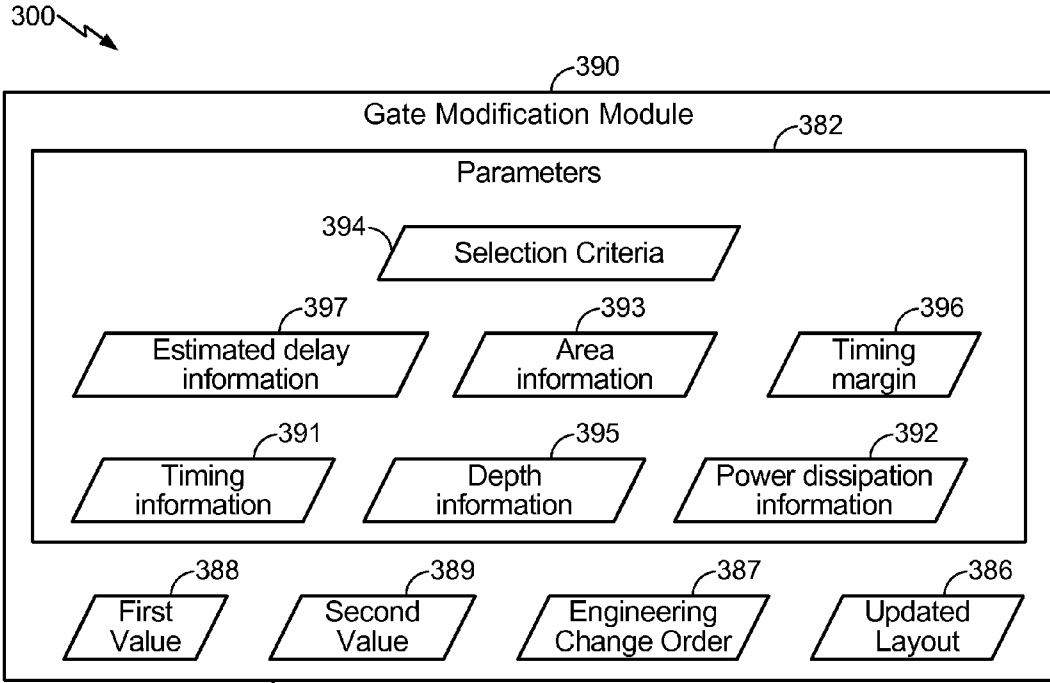 300
390
Gate Modification Module
382
Parameters
394
Selection Criteria
397
393
396
Estimated delay
information
Area
information
Timing
margin
391
395
392
Timing
information
Depth
information
Power dissipation
information
388
389
387
386
First
Value
Second
Value
Engineering
Change Order
Updated
Layout